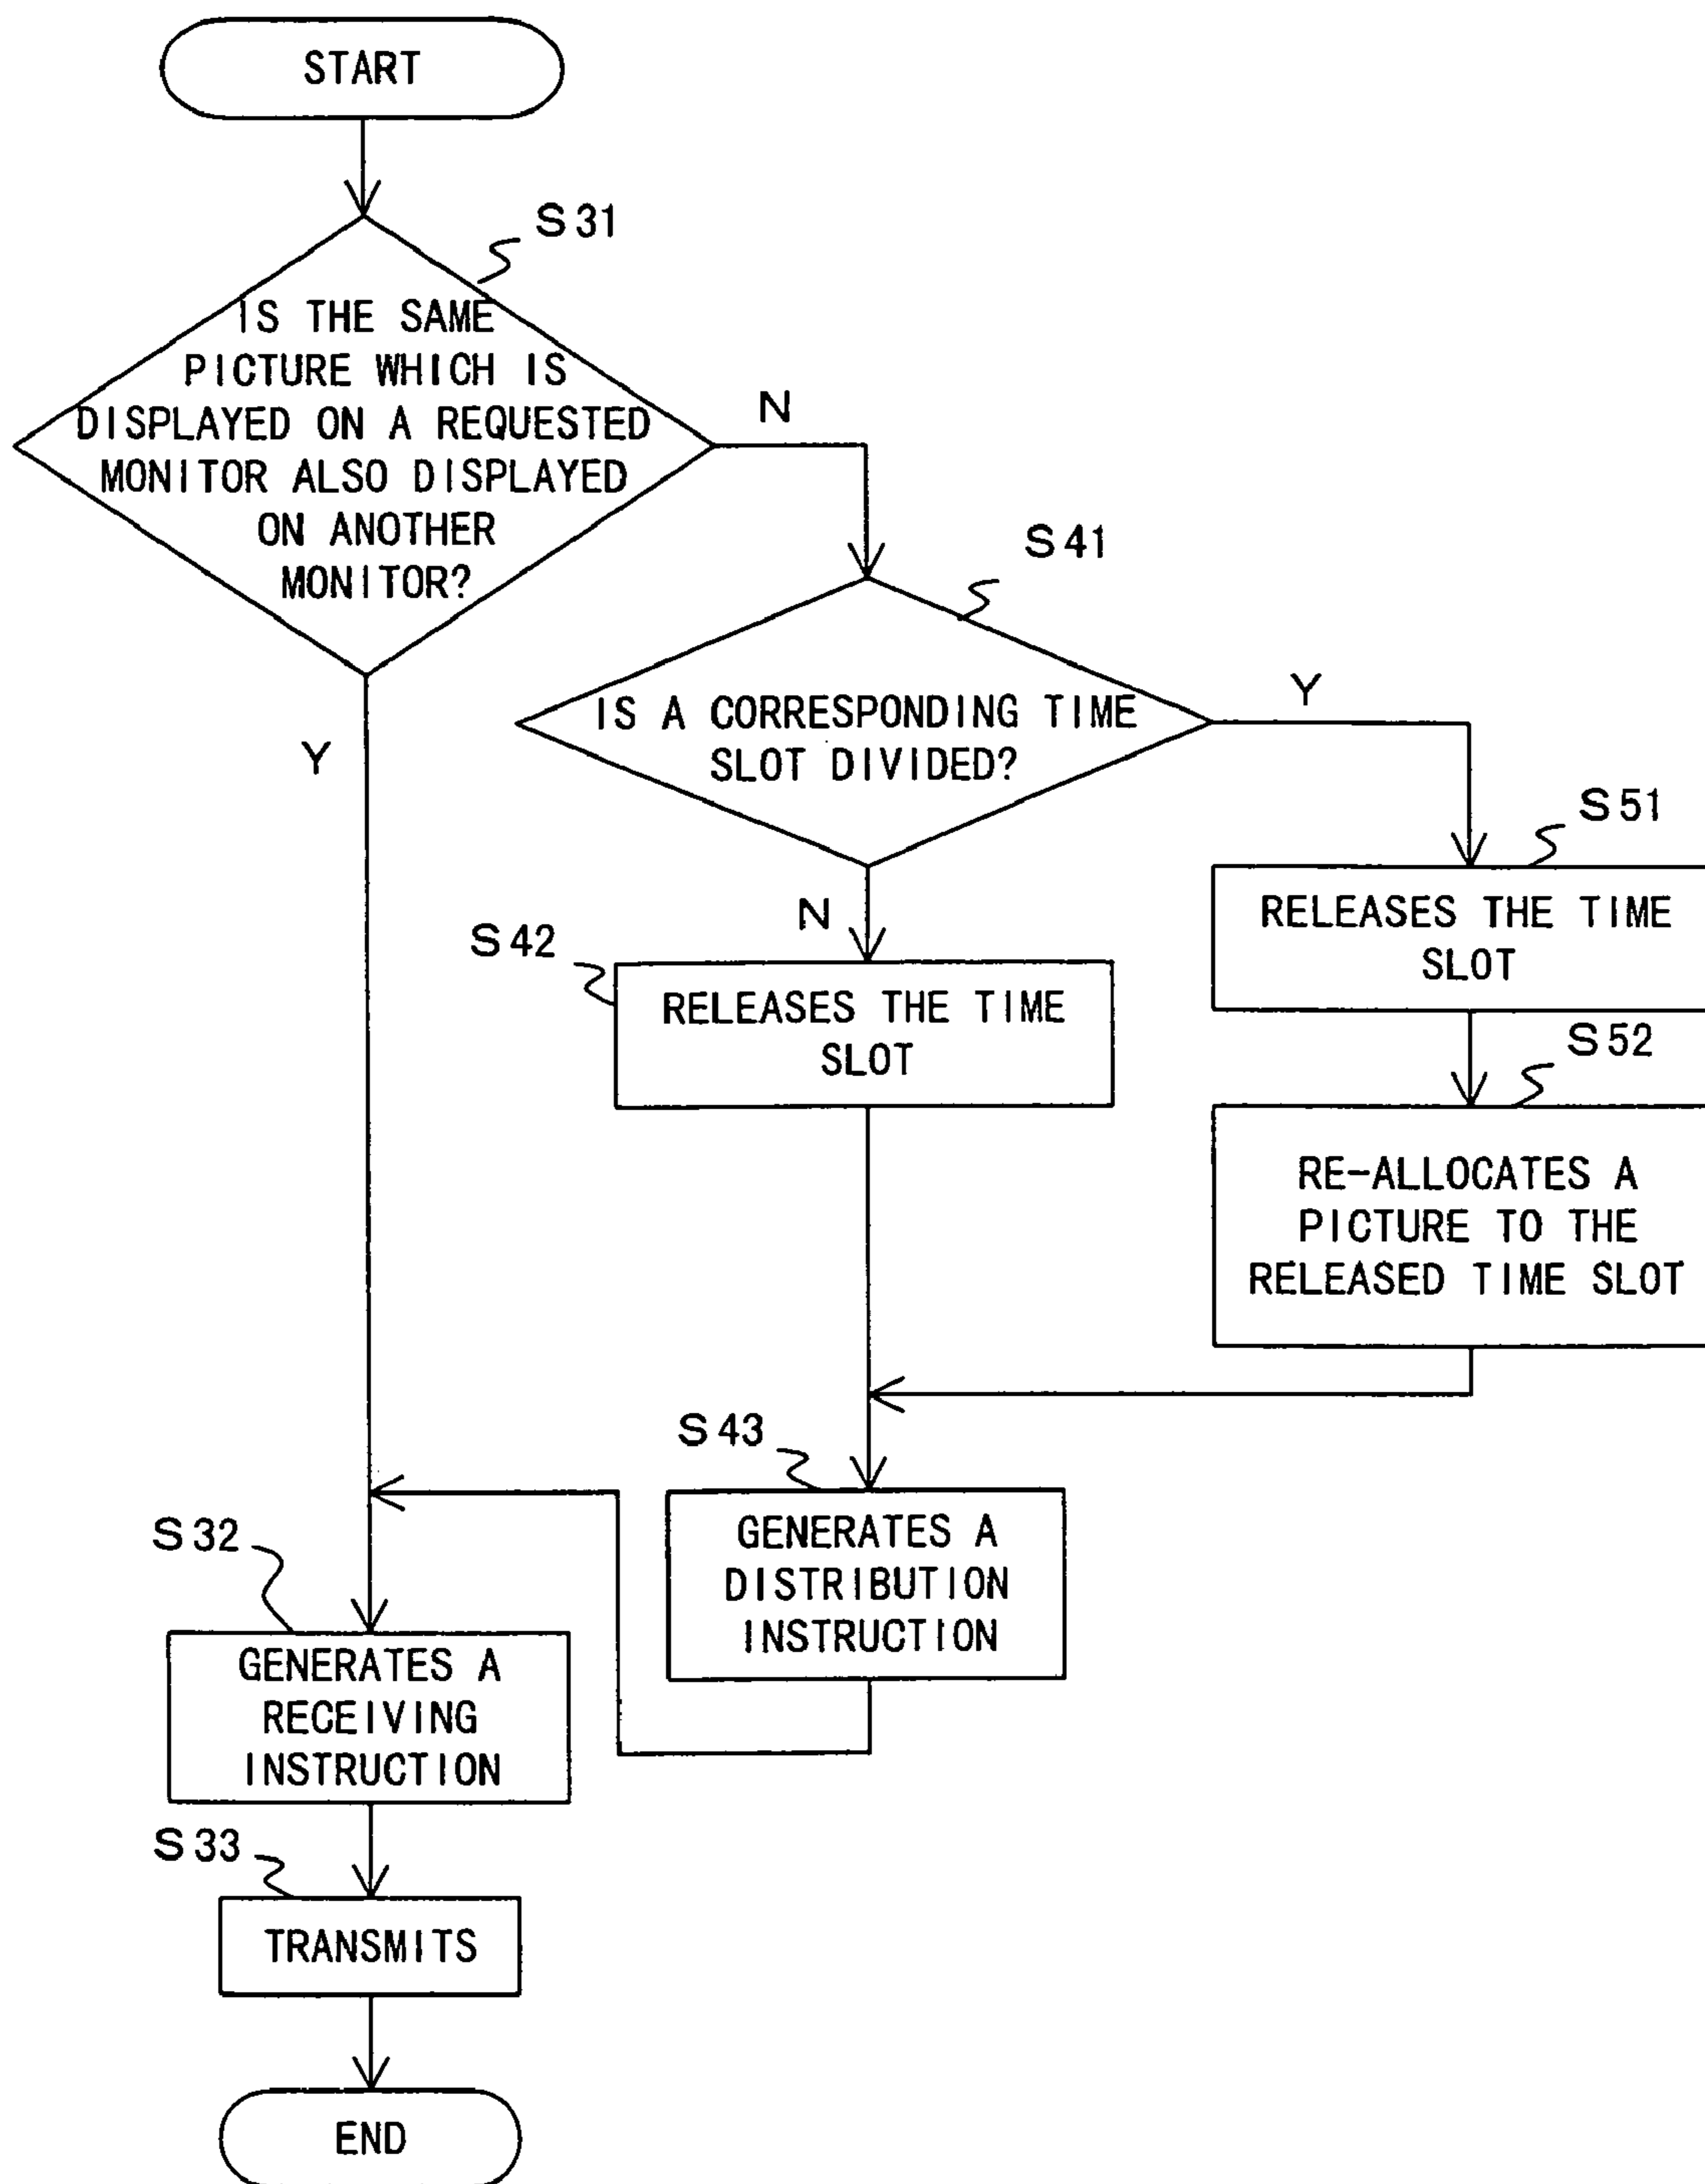 START
S31
IS THE SAME
PICTURE WHICH IS
DISPLAYED ON A REQUESTED
MONITOR ALSO DISPLAYED
ON ANOTHER
MONITOR?
N
Y
S41
IS A CORRESPONDING TIME
SLOT DIVIDED?
Y
N
S51
RELEASES THE TIME
SLOT
S42
RELEASES THE TIME
SLOT
S52
RE-ALLOCATES A
PICTURE TO THE
RELEASED TIME SLOT
S43
GENERATES A
DISTRIBUTION
INSTRUCTION
S32
GENERATES A
RECEIVING
INSTRUCTION
S33
TRANSMITS
END